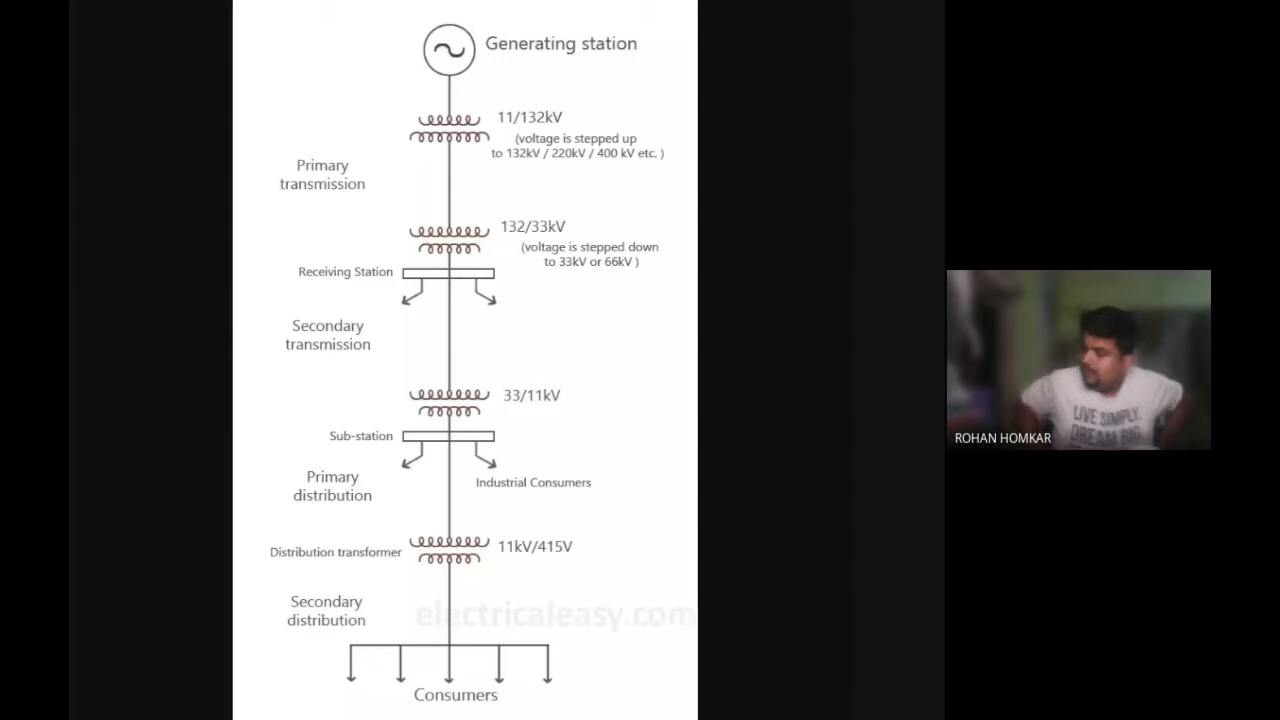 Generating station
11/132kV
(voltage is stepped up
to 132kV / 220kV / 400 kV etc. )
Primary
transmission
132/33kV
(voltage is stepped down
to 33kV or 66kV )
Receiving Station
Secondary
transmission
33/11kV
Sub-station
Primary
distribution
Industrial Consumers
Distribution transformer
11kV/415V
Secondary
distribution
electricaleasy.com
Consumers
LIVE SIMPLY.
DREAM BIG.
ROHAN HOMKAR